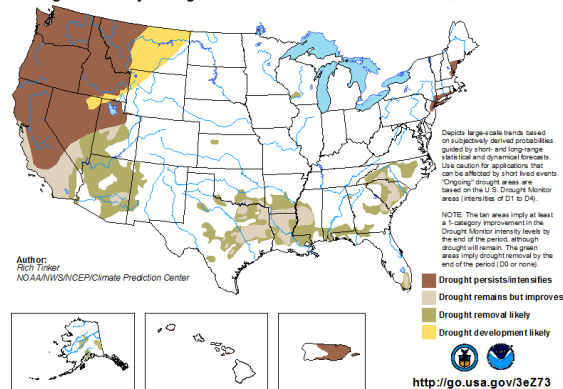 Depicts large-scale trends based
on subjectively derived probabilities
guided by short- and long-range
statistical and dynamical forecasts.
Use caution for applications that
can be affected by short lived events.
"Ongoing" drought areas are
based on the U.S. Drought Monitor
areas (intensities of D1 to D4).
NOTE: The tan areas imply at least
a 1-category improvement in the
Drought Monitor intensity levels by
the end of the period, although
drought will remain. The green
areas imply drought removal by the
end of the period (D0 or none).
Author:
Rich Tinker
NOAA/NWS/NCEP/Climate Prediction Center
Drought persists/intensifies
Drought remains but improves
Drought removal likely
Drought development likely
http://go.usa.gov/3eZ73